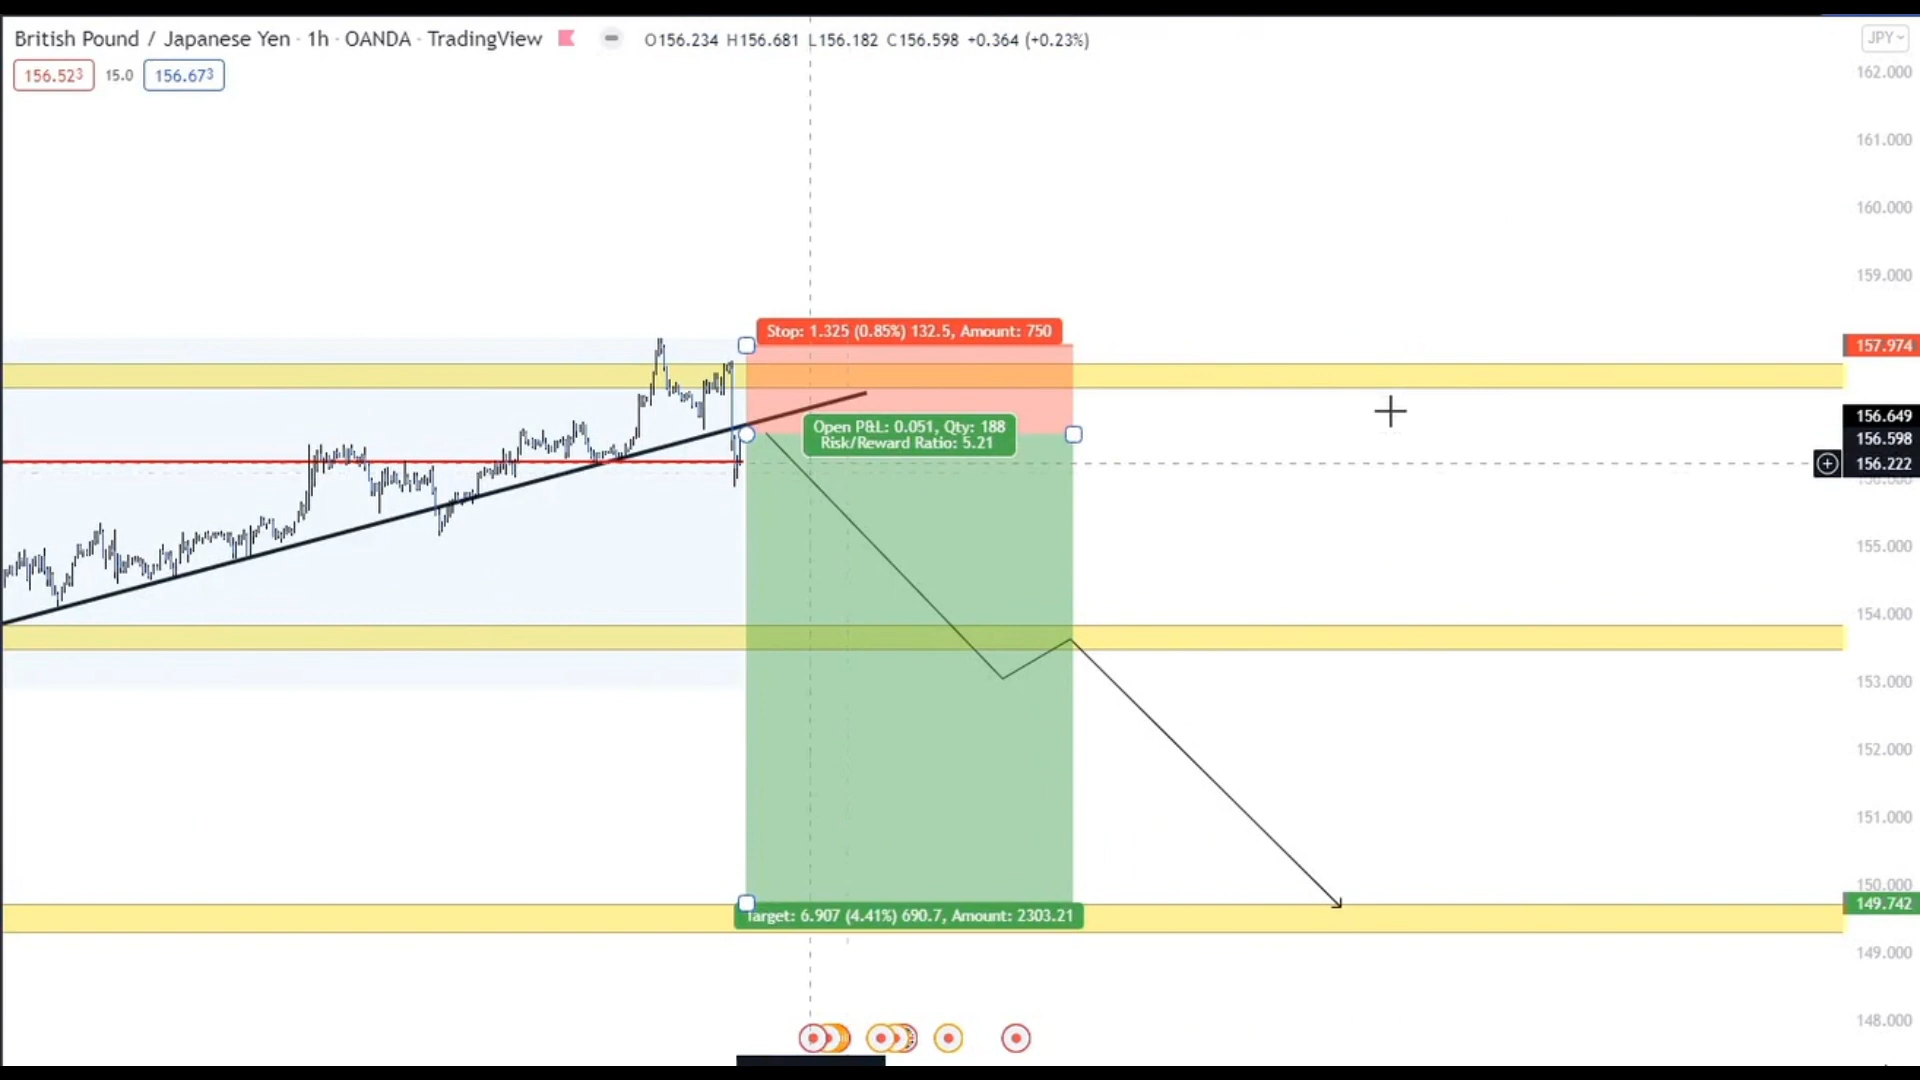 British Pound / Japanese Yen · 1h · OANDA · TradingView
O156.234 H156.681 L156.182 C156.598 +0.364 (+0.23%)
JPY
156.523 15.0 156.673
162.000
161.000
160.000
159.000
Stop: 1.325 (0.85%) 132.5, Amount: 750
157.974
156.649
Open P&L: 0.051, Qty: 188
Risk/Reward Ratio: 5.21
156.598
156.222
155.000
154.000
153.000
152.000
151.000
150.000
149.742
Target: 6.907 (4.41%) 690.7, Amount: 2303.21
149.000
148.000